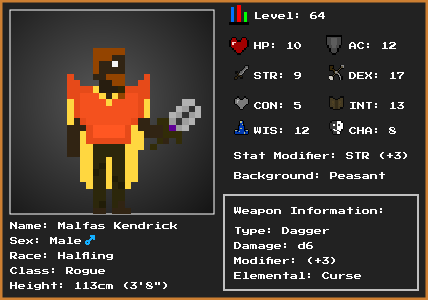 Level: 64
HP: 10 AC: 12
STR: 9 DEX: 17
CON: 5 INT: 13
WIS: 12 CHA: 8
Stat Modifier: STR (+3)
Background: Peasant
Name: Malfas Kendrick
Sex: Male ♂
Race: Halfling
Class: Rogue
Height: 113cm (3'8")
Weapon Information:
Type: Dagger
Damage: d6
Modifier: (+3)
Elemental: Curse